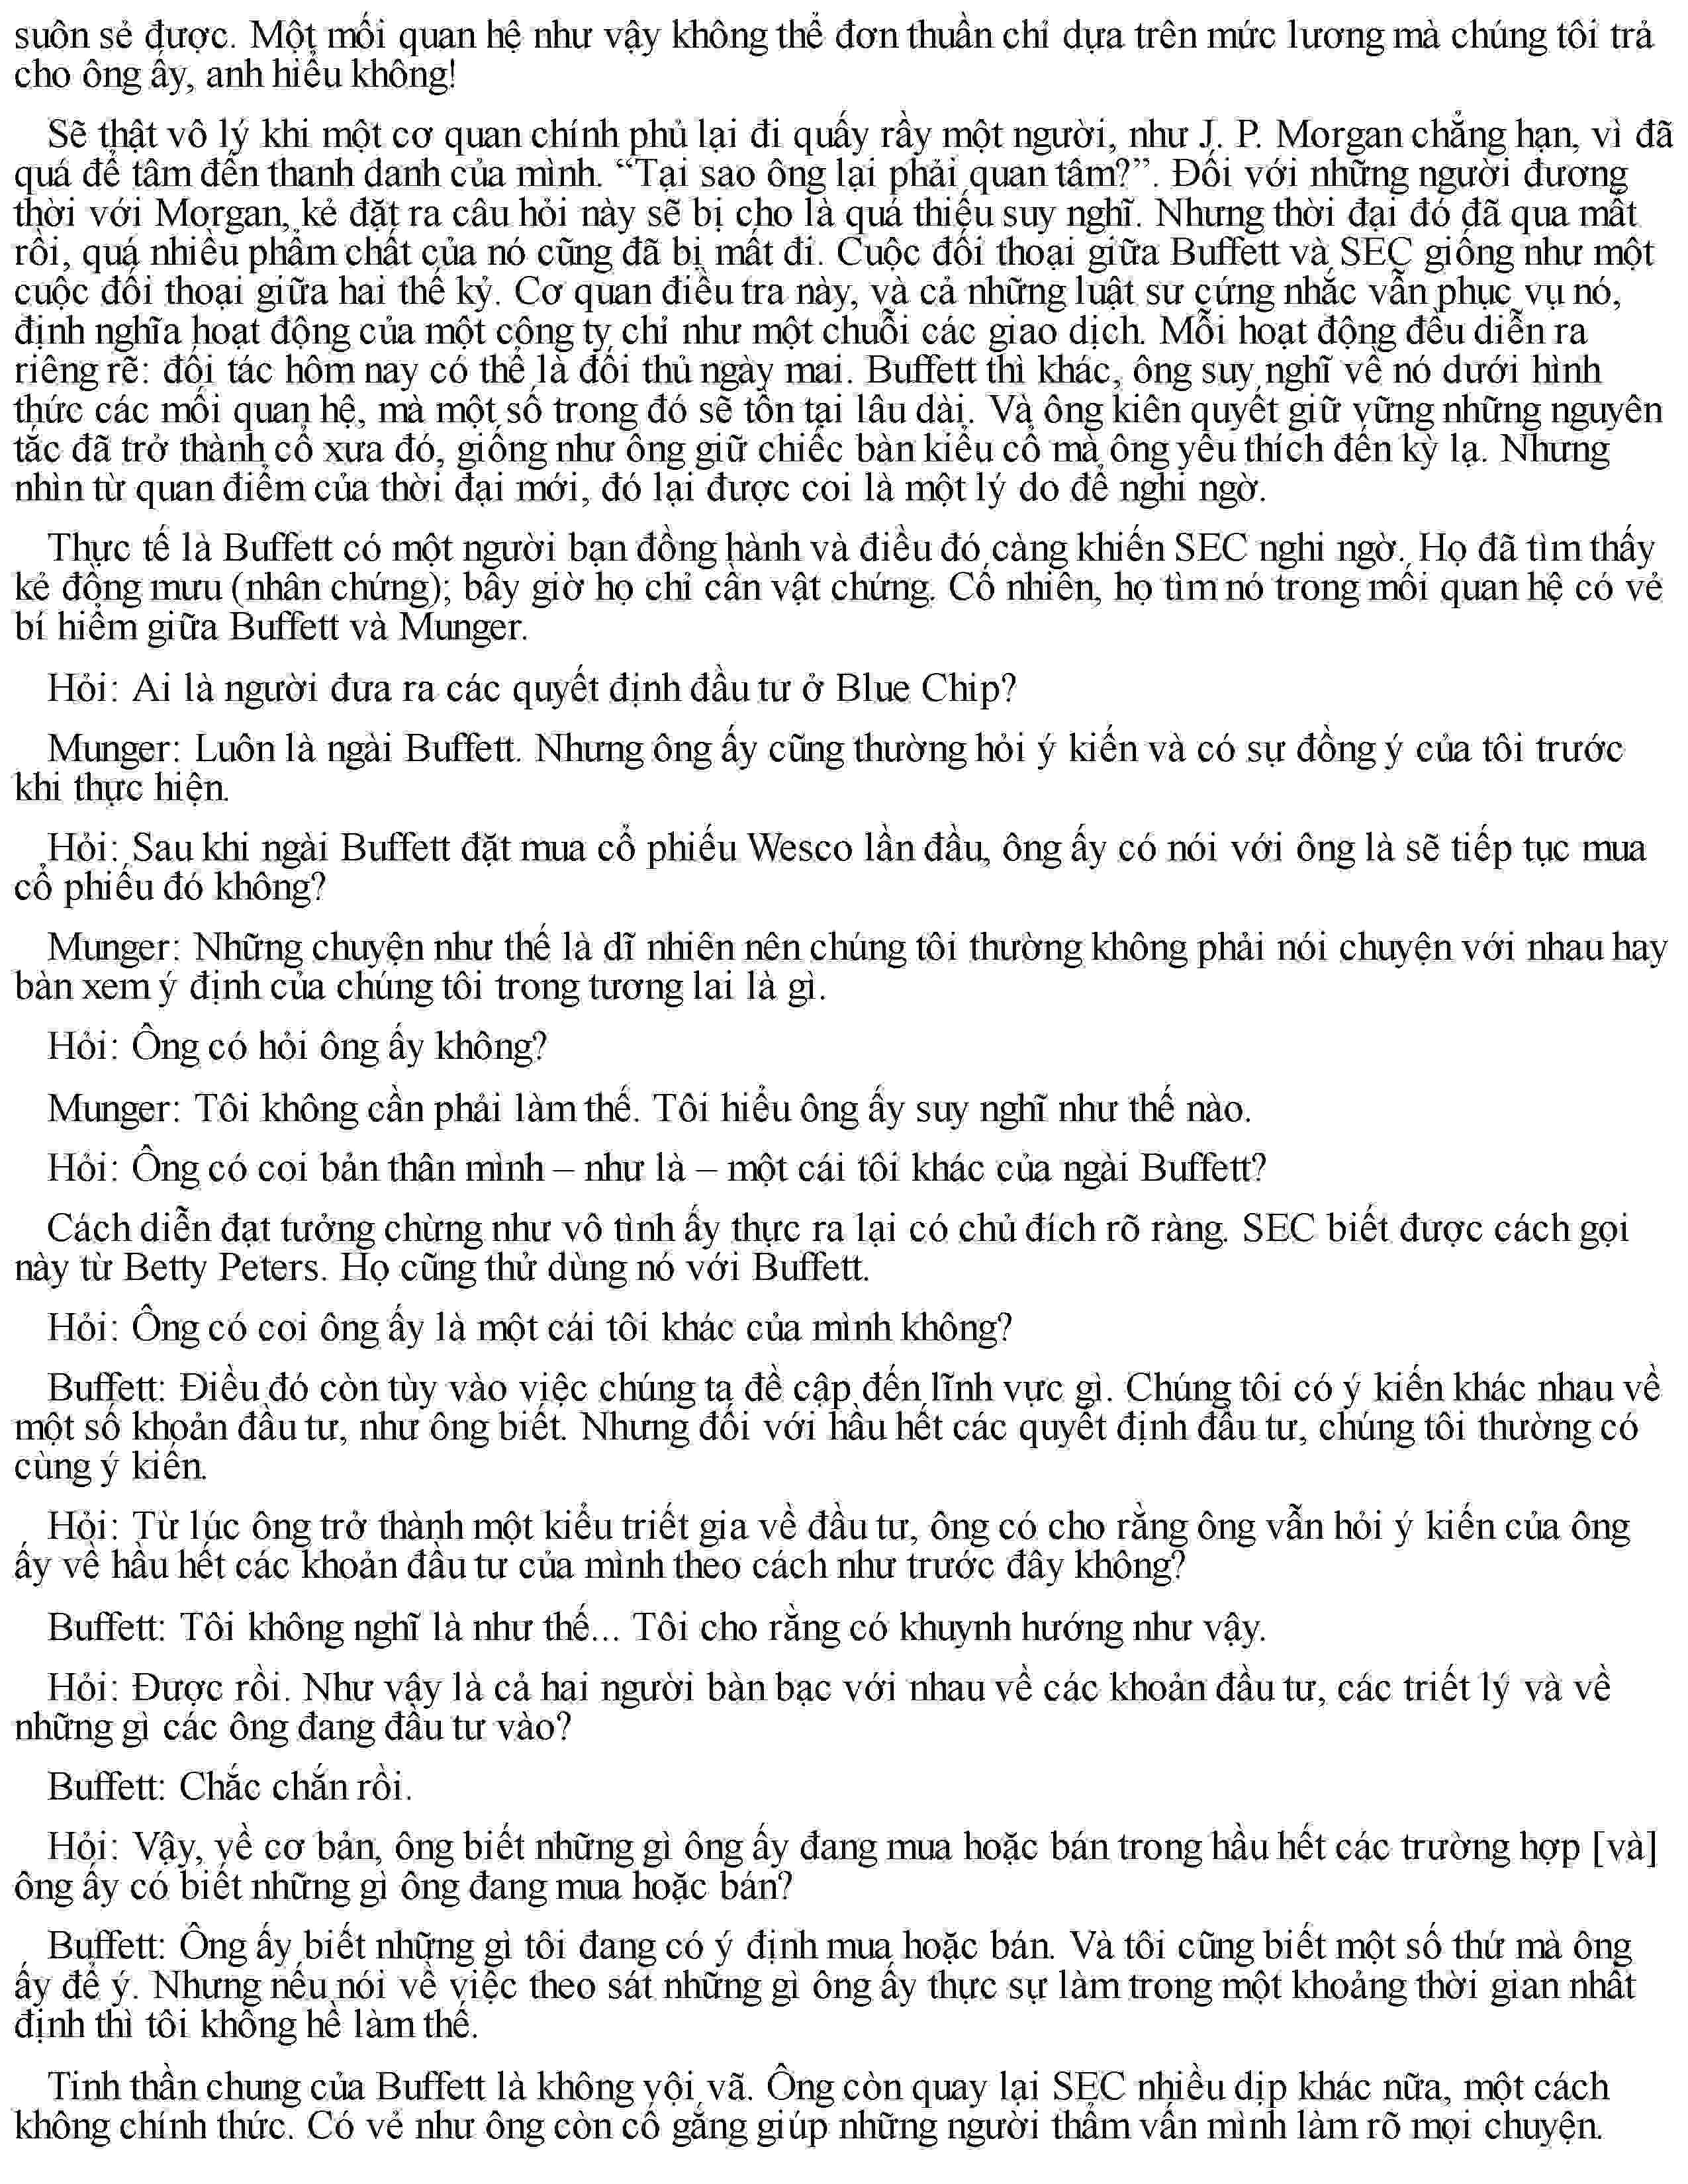 suôn sẻ được. Một mối quan hệ như vậy không thể đơn thuần chỉ dựa trên mức lương mà chúng tôi trả
cho ông ấy, anh hiểu không!
Sẽ thật vô lý khi một cơ quan chính phủ lại đi quấy rầy một người, như J. P. Morgan chẳng hạn, vì đã
quá để tâm đến thanh danh của mình. “Tại sao ông lại phải quan tâm?”. Đối với những người đương
thời với Morgan, kẻ đặt ra câu hỏi này sẽ bị cho là quá thiếu suy nghĩ. Nhưng thời đại đó đã qua mất
rồi, quá nhiều phẩm chất của nó cũng đã bị mất đi. Cuộc đối thoại giữa Buffett và SEC giống như một
cuộc đối thoại giữa hai thế kỷ. Cơ quan điều tra này, và cả những luật sư cứng nhắc vẫn phục vụ nó,
định nghĩa hoạt động của một công ty chỉ như một chuỗi các giao dịch. Mỗi hoạt động đều diễn ra
riêng rẽ: đối tác hôm nay có thể là đối thủ ngày mai. Buffett thì khác, ông suy nghĩ về nó dưới hình
thức các mối quan hệ, mà một số trong đó sẽ tồn tại lâu dài. Và ông kiên quyết giữ vững những nguyên
tắc đã trở thành cổ xưa đó, giống như ông giữ chiếc bàn kiểu cổ mà ông yêu thích đến kỳ lạ. Nhưng
nhìn từ quan điểm của thời đại mới, đó lại được coi là một lý do để nghi ngờ.
Thực tế là Buffett có một người bạn đồng hành và điều đó càng khiến SEC nghi ngờ. Họ đã tìm thấy
kẻ đồng mưu (nhân chứng); bây giờ họ chỉ cần vật chứng. Cố nhiên, họ tìm nó trong mối quan hệ có vẻ
bí hiểm giữa Buffett và Munger.
Hỏi: Ai là người đưa ra các quyết định đầu tư ở Blue Chip?
Munger: Luôn là ngài Buffett. Nhưng ông ấy cũng thường hỏi ý kiến và có sự đồng ý của tôi trước
khi thực hiện.
Hỏi: Sau khi ngài Buffett đặt mua cổ phiếu Wesco lần đầu, ông ấy có nói với ông là sẽ tiếp tục mua
cổ phiếu đó không?
Munger: Những chuyện như thế là dĩ nhiên nên chúng tôi thường không phải nói chuyện với nhau hay
bàn xem ý định của chúng tôi trong tương lai là gì.
Hỏi: Ông có hỏi ông ấy không?
Munger: Tôi không cần phải làm thế. Tôi hiểu ông ấy suy nghĩ như thế nào.
Hỏi: Ông có coi bản thân mình – như là – một cái tôi khác của ngài Buffett?
Cách diễn đạt tưởng chừng như vô tình ấy thực ra lại có chủ đích rõ ràng. SEC biết được cách gọi
này từ Betty Peters. Họ cũng thử dùng nó với Buffett.
Hỏi: Ông có coi ông ấy là một cái tôi khác của mình không?
Buffett: Điều đó còn tùy vào việc chúng ta đề cập đến lĩnh vực gì. Chúng tôi có ý kiến khác nhau về
một số khoản đầu tư, như ông biết. Nhưng đối với hầu hết các quyết định đầu tư, chúng tôi thường có
cùng ý kiến.
Hỏi: Từ lúc ông trở thành một kiểu triết gia về đầu tư, ông có cho rằng ông vẫn hỏi ý kiến của ông
ấy về hầu hết các khoản đầu tư của mình theo cách như trước đây không?
Buffett: Tôi không nghĩ là như thế... Tôi cho rằng có khuynh hướng như vậy.
Hỏi: Được rồi. Như vậy là cả hai người bàn bạc với nhau về các khoản đầu tư, các triết lý và về
những gì các ông đang đầu tư vào?
Buffett: Chắc chắn rồi.
Hỏi: Vậy, về cơ bản, ông biết những gì ông ấy đang mua hoặc bán trong hầu hết các trường hợp [và]
ông ấy có biết những gì ông đang mua hoặc bán?
Buffett: Ông ấy biết những gì tôi đang có ý định mua hoặc bán. Và tôi cũng biết một số thứ mà ông
ấy để ý. Nhưng nếu nói về việc theo sát những gì ông ấy thực sự làm trong một khoảng thời gian nhất
định thì tôi không hề làm thế.
Tinh thần chung của Buffett là không vội vã. Ông còn quay lại SEC nhiều dịp khác nữa, một cách
không chính thức. Có vẻ như ông còn cố gắng giúp những người thẩm vấn mình làm rõ mọi chuyện.